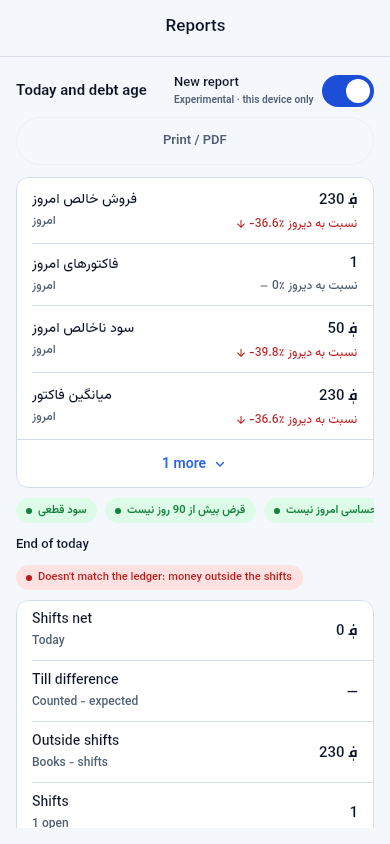 Reports
Today and debt age
New report
Experimental · this device only
Print / PDF
فروش خالص امروز
230 ؋
امروز
نسبت به دیروز ‎-36.6٪ ↓
فاکتورهای امروز
1
امروز
نسبت به دیروز 0٪ —
سود ناخالص امروز
50 ؋
امروز
نسبت به دیروز ‎-39.8٪ ↓
میانگین فاکتور
230 ؋
امروز
نسبت به دیروز ‎-36.6٪ ↓
1 more
سود قطعی
قرض بیش از 90 روز نیست
حساسی امروز نیست
End of today
Doesn't match the ledger: money outside the shifts
Shifts net
0 ؋
Today
Till difference
—
Counted - expected
Outside shifts
230 ؋
Books - shifts
Shifts
1
1 open